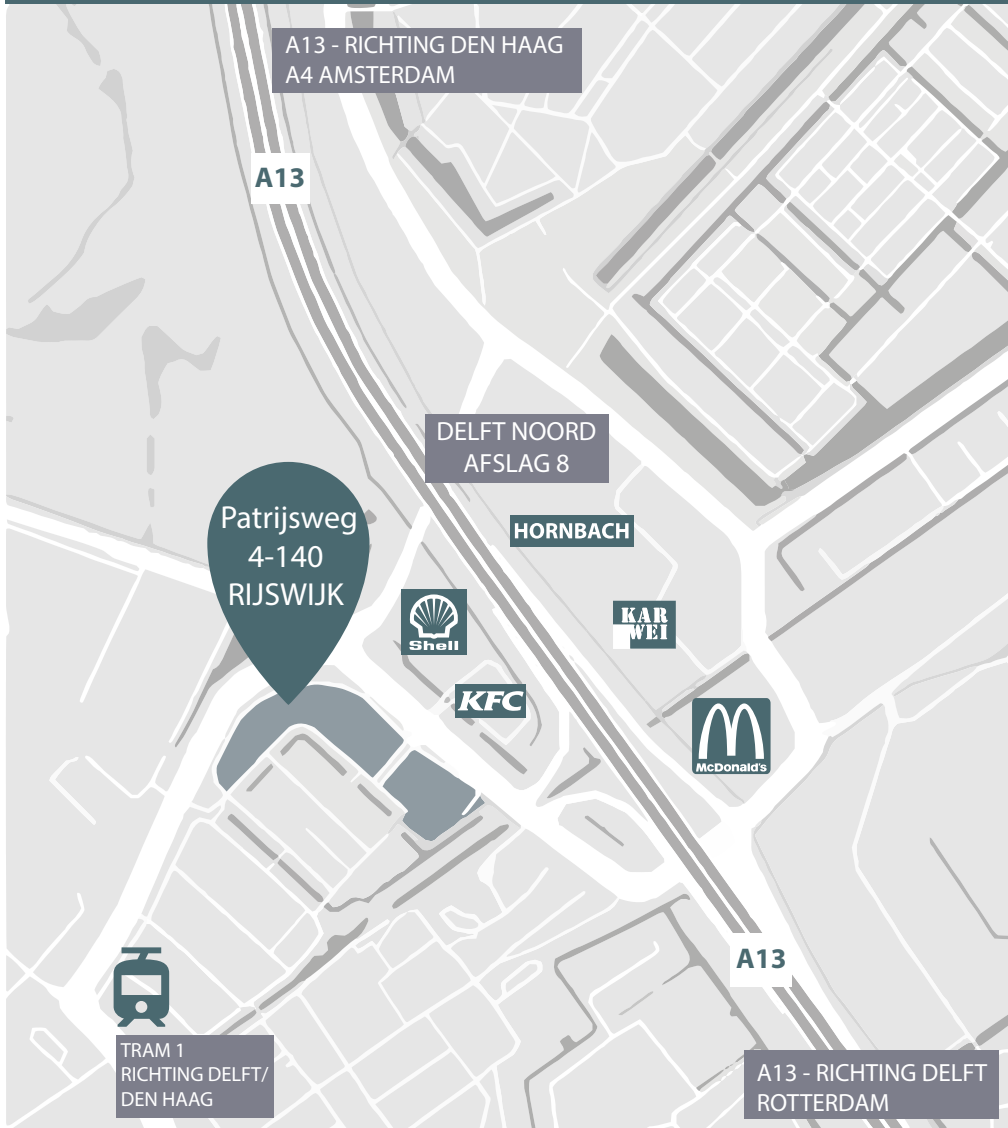 A13 - RICHTING DEN HAAG
A4 AMSTERDAM
A13
DELFT NOORD
AFSLAG 8
Patrijsweg
4-140
RIJSWIJK
HORNBACH
Shell
KAR
WEI
KFC
McDonald's
A13
TRAM 1
RICHTING DELFT/
DEN HAAG
A13 - RICHTING DELFT
ROTTERDAM